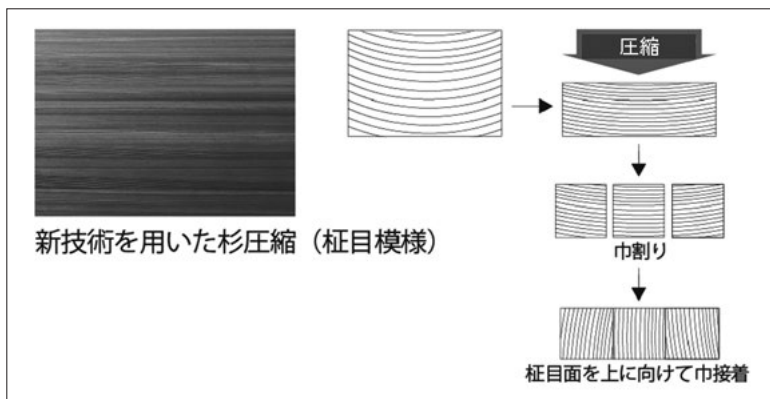 圧縮
新技術を用いた杉圧縮（柾目模様）
巾割り
柾目面を上に向けて巾接着